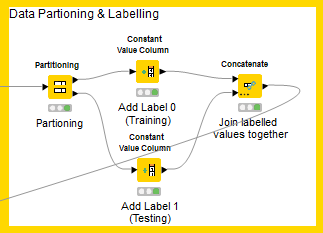 Data Partioning & Labelling
Constant
Value Column
Partitioning
Concatenate
Partioning
Add Label 0
(Training)
Join labelled
values together
Constant
Value Column
Add Label 1
(Testing)